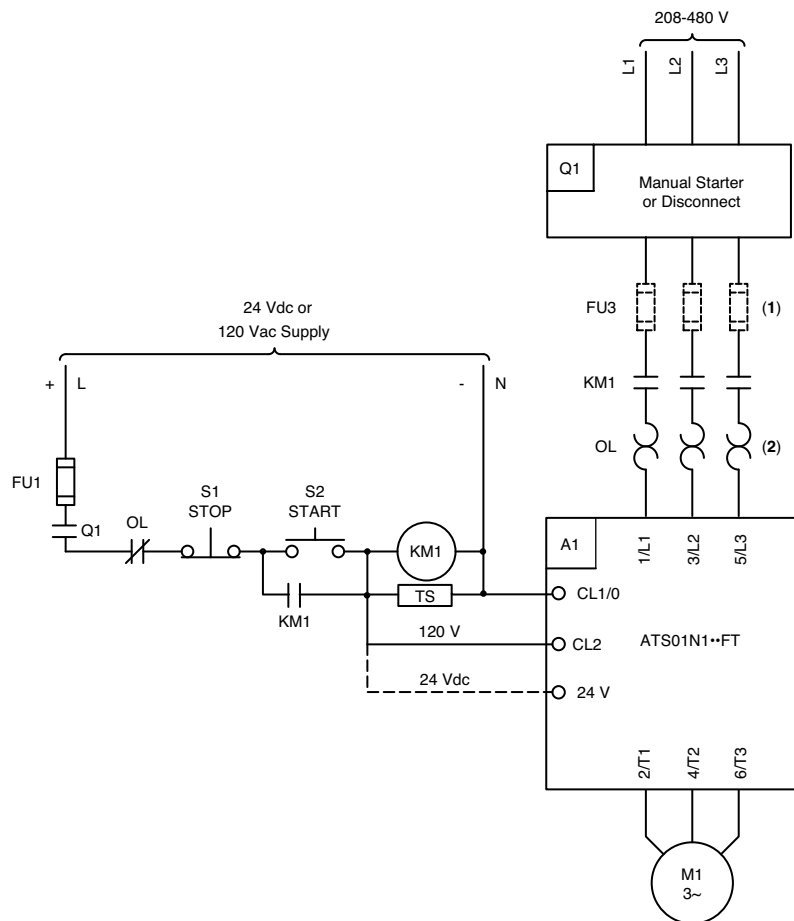 208-480 V
L1
L2
L3
Q1
Manual Starter
or Disconnect
FU3
(1)
24 Vdc or
120 Vac Supply
KM1
+ L
- N
OL
(2)
FU1
S1
STOP
S2
START
Q1
OL
KM1
A1
1/L1
3/L2
5/L3
TS
CL1/0
KM1
120 V
CL2
ATS01N1••FT
24 Vdc
24 V
2/T1
4/T2
6/T3
M1
3~